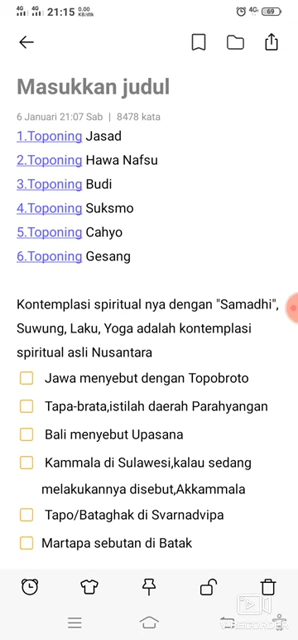 21:15
69
Masukkan judul
6 Januari 21:07 Sab | 8478 kata
1.Toponing Jasad
2.Toponing Hawa Nafsu
3.Toponing Budi
4.Toponing Suksmo
5.Toponing Cahyo
6.Toponing Gesang
Kontemplasi spiritual nya dengan "Samadhi",
Suwung, Laku, Yoga adalah kontemplasi
spiritual asli Nusantara
Jawa menyebut dengan Topobroto
Tapa-brata,istilah daerah Parahyangan
Bali menyebut Upasana
Kammala di Sulawesi,kalau sedang
melakukannya disebut,Akkammala
Tapo/Bataghak di Svarnadvipa
Martapa sebutan di Batak